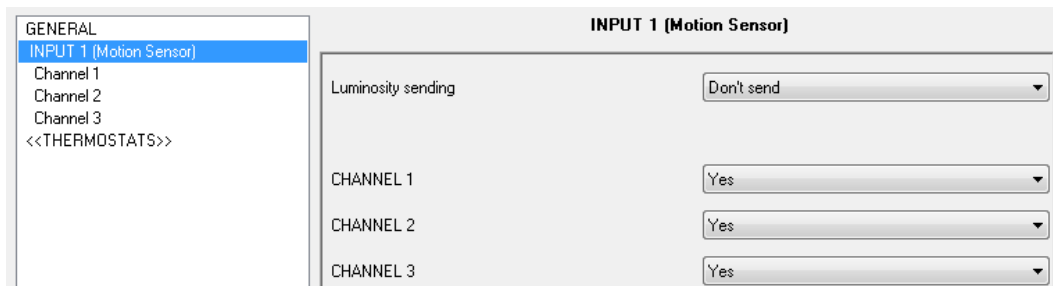 GENERAL
INPUT 1 (Motion Sensor)
Channel 1
Channel 2
Channel 3
<<THERMOSTATS>>
INPUT 1 (Motion Sensor)
Luminosity sending Don't send
CHANNEL 1 Yes
CHANNEL 2 Yes
CHANNEL 3 Yes